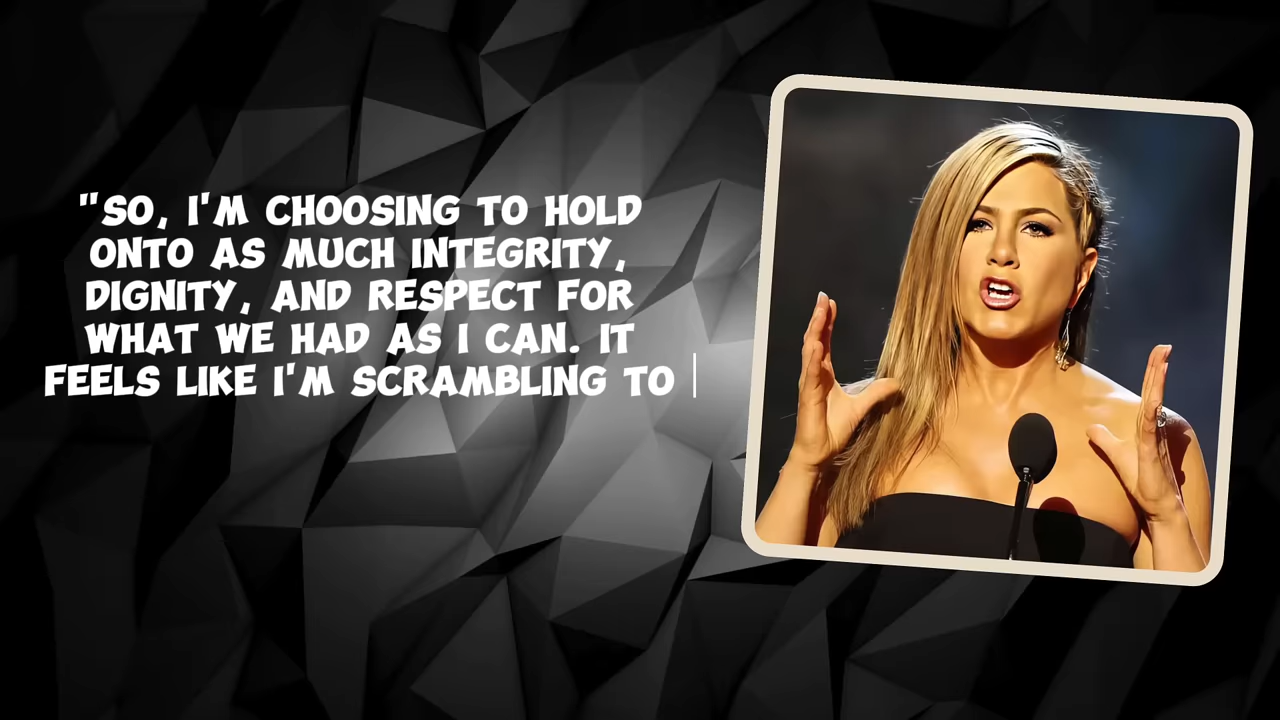 "SO, I'M CHOOSING TO HOLD
ONTO AS MUCH INTEGRITY,
DIGNITY, AND RESPECT FOR
WHAT WE HAD AS I CAN. IT
FEELS LIKE I'M SCRAMBLING TO